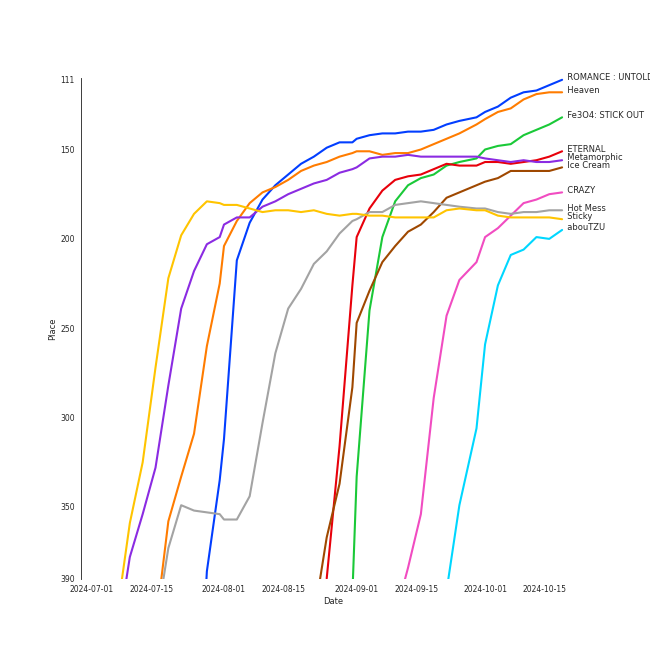 111
150
200
250
300
350
390
Place
ROMANCE : UNTOLD
Heaven
Fe3O4: STICK OUT
ETERNAL
Metamorphic
Ice Cream
CRAZY
Hot Mess
Sticky
abouTZU
2024-07-01
2024-07-15
2024-08-01
2024-08-15
2024-09-01
2024-09-15
2024-10-01
2024-10-15
Date